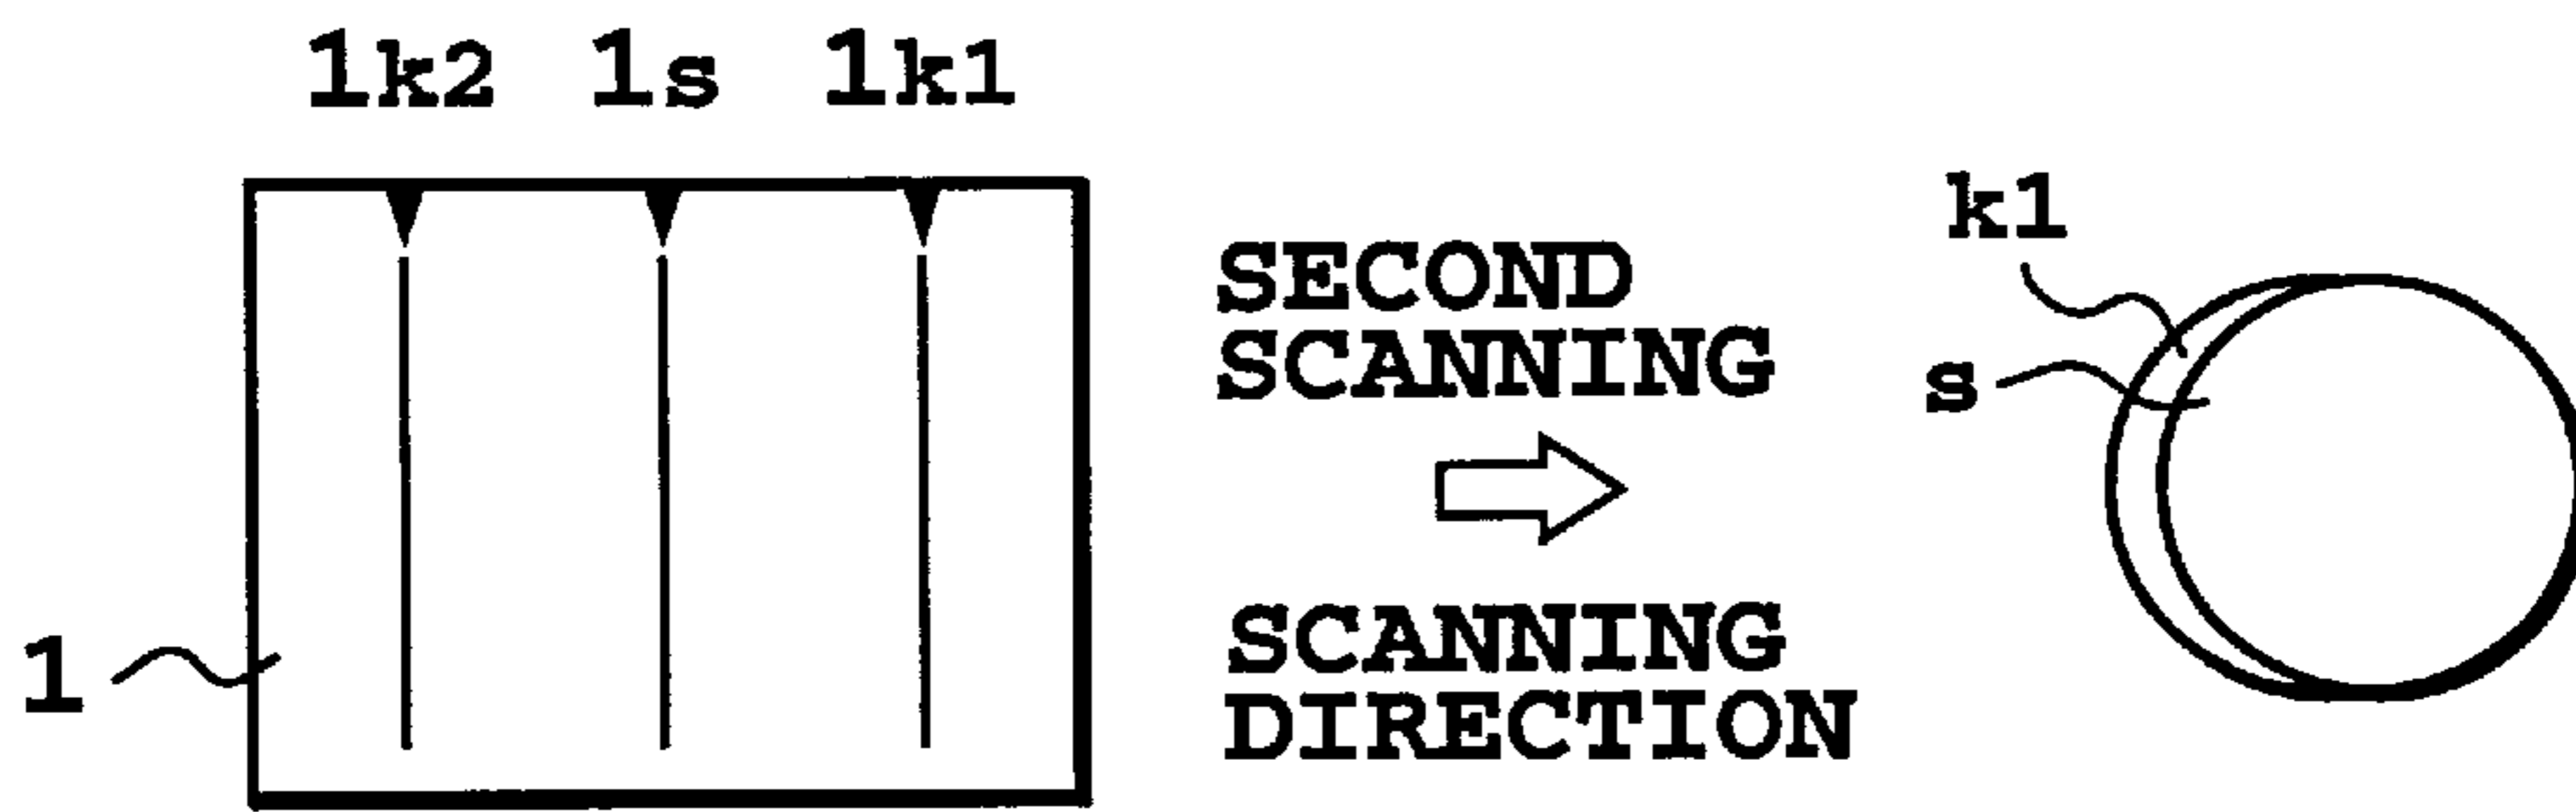 1k2 1s 1k1
k1
SECOND
SCANNING
s
SCANNING
1
DIRECTION